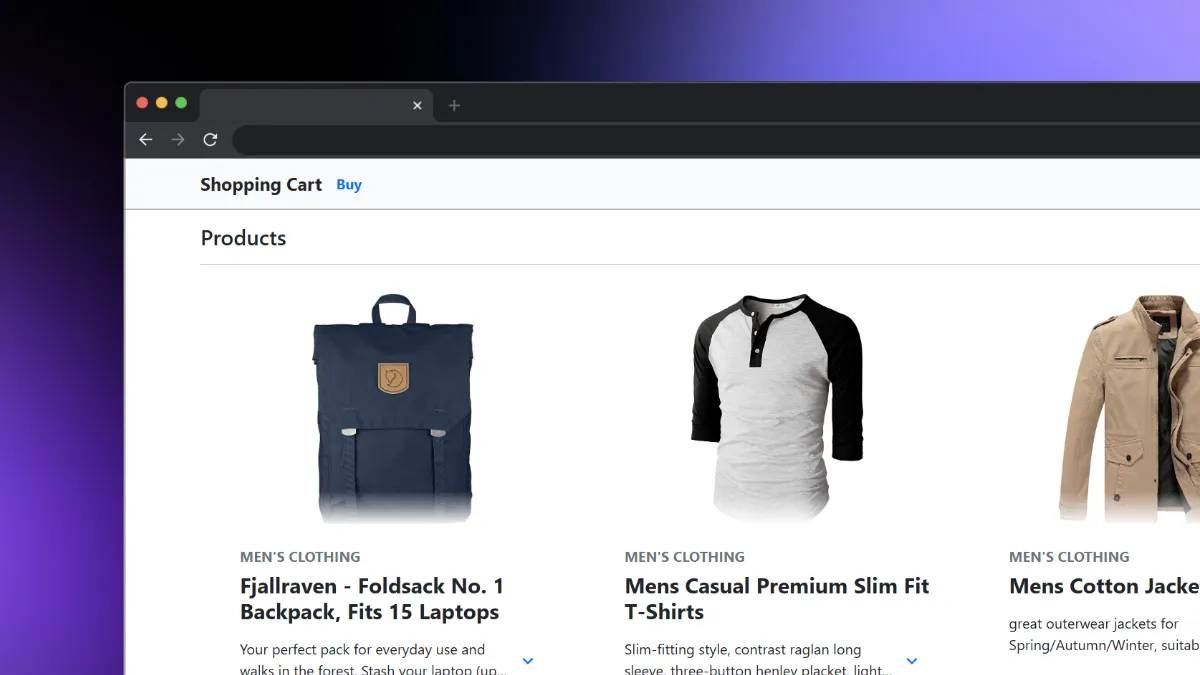 Shopping Cart Buy
Products
MEN'S CLOTHING
Fjallraven - Foldsack No. 1
Backpack, Fits 15 Laptops
Your perfect pack for everyday use and
walks in the forest. Stash your laptop (up...
MEN'S CLOTHING
Mens Casual Premium Slim Fit
T-Shirts
Slim-fitting style, contrast raglan long
sleeve, three-button henley placket, light...
MEN'S CLOTHING
Mens Cotton Jacke
great outerwear jackets for
Spring/Autumn/Winter, suitab